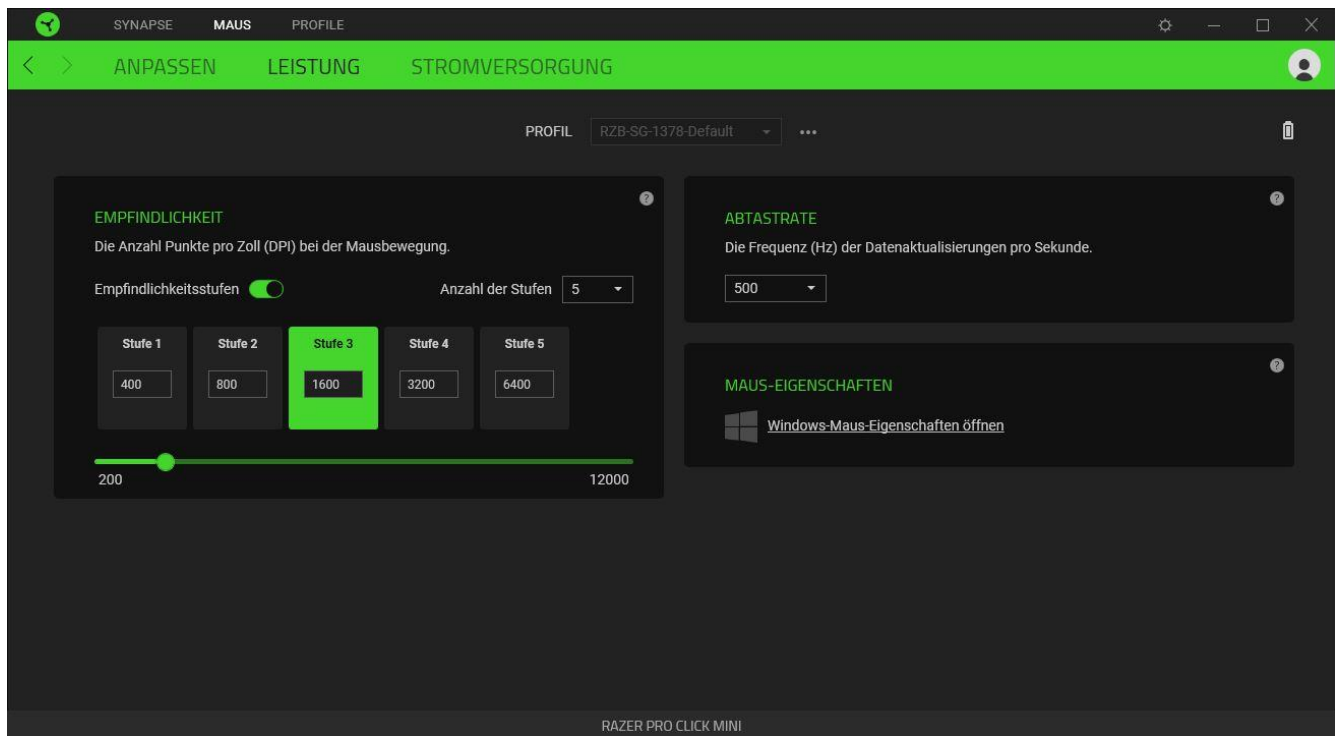 SYNAPSE MAUS PROFILE
ANPASSEN LEISTUNG STROMVERSORGUNG
PROFIL RZB-SG-1378-Default
EMPFINDLICHKEIT
Die Anzahl Punkte pro Zoll (DPI) bei der Mausbewegung.
Empfindlichkeitsstufen Anzahl der Stufen 5
Stufe 1 Stufe 2 Stufe 3 Stufe 4 Stufe 5
400 800 1600 3200 6400
200 12000
ABTASTRATE
Die Frequenz (Hz) der Datenaktualisierungen pro Sekunde.
500
MAUS-EIGENSCHAFTEN
Windows-Maus-Eigenschaften öffnen
RAZER PRO CLICK MINI